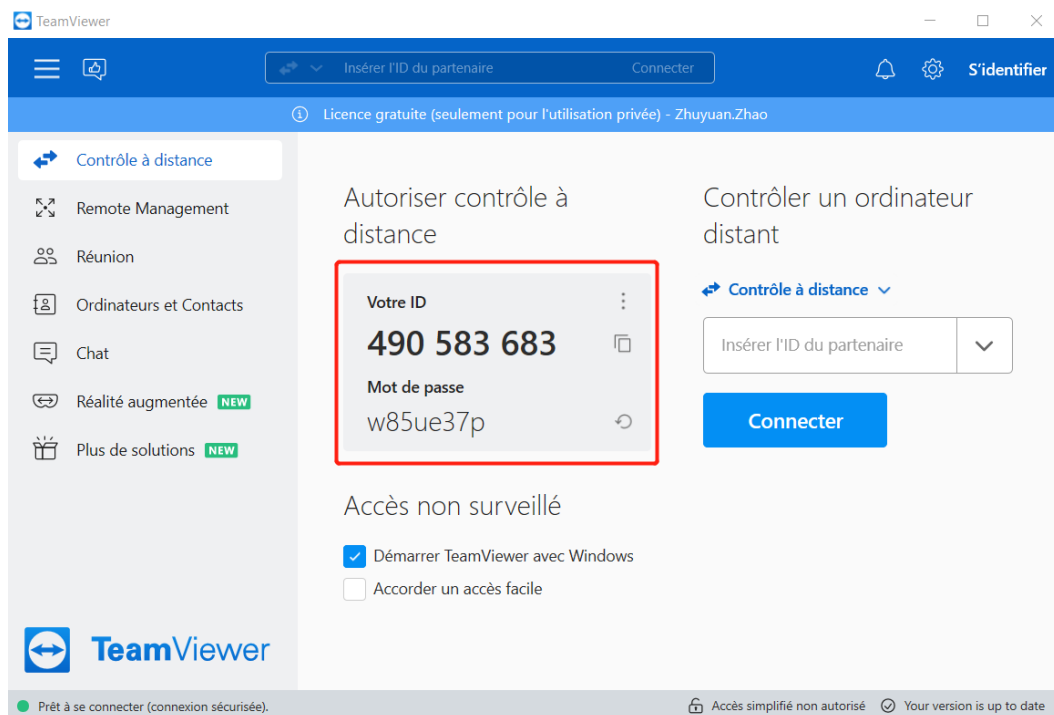 TeamViewer
Insérer l'ID du partenaire
Connecter
S'identifier
Licence gratuite (seulement pour l'utilisation privée) - Zhuyuan.Zhao
Contrôle à distance
Remote Management
Réunion
Ordinateurs et Contacts
Chat
Réalité augmentée NEW
Plus de solutions NEW
TeamViewer
Autoriser contrôle à
distance
Votre ID
490 583 683
Mot de passe
w85ue37p
Accès non surveillé
Démarrer TeamViewer avec Windows
Accorder un accès facile
Contrôler un ordinateur
distant
Contrôle à distance
Insérer l'ID du partenaire
Connecter
Prêt à se connecter (connexion sécurisée).
Accès simplifié non autorisé
Your version is up to date